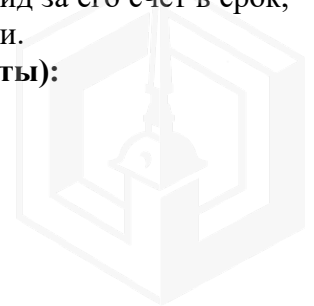 ид за его счет в срок,
и.
ты):